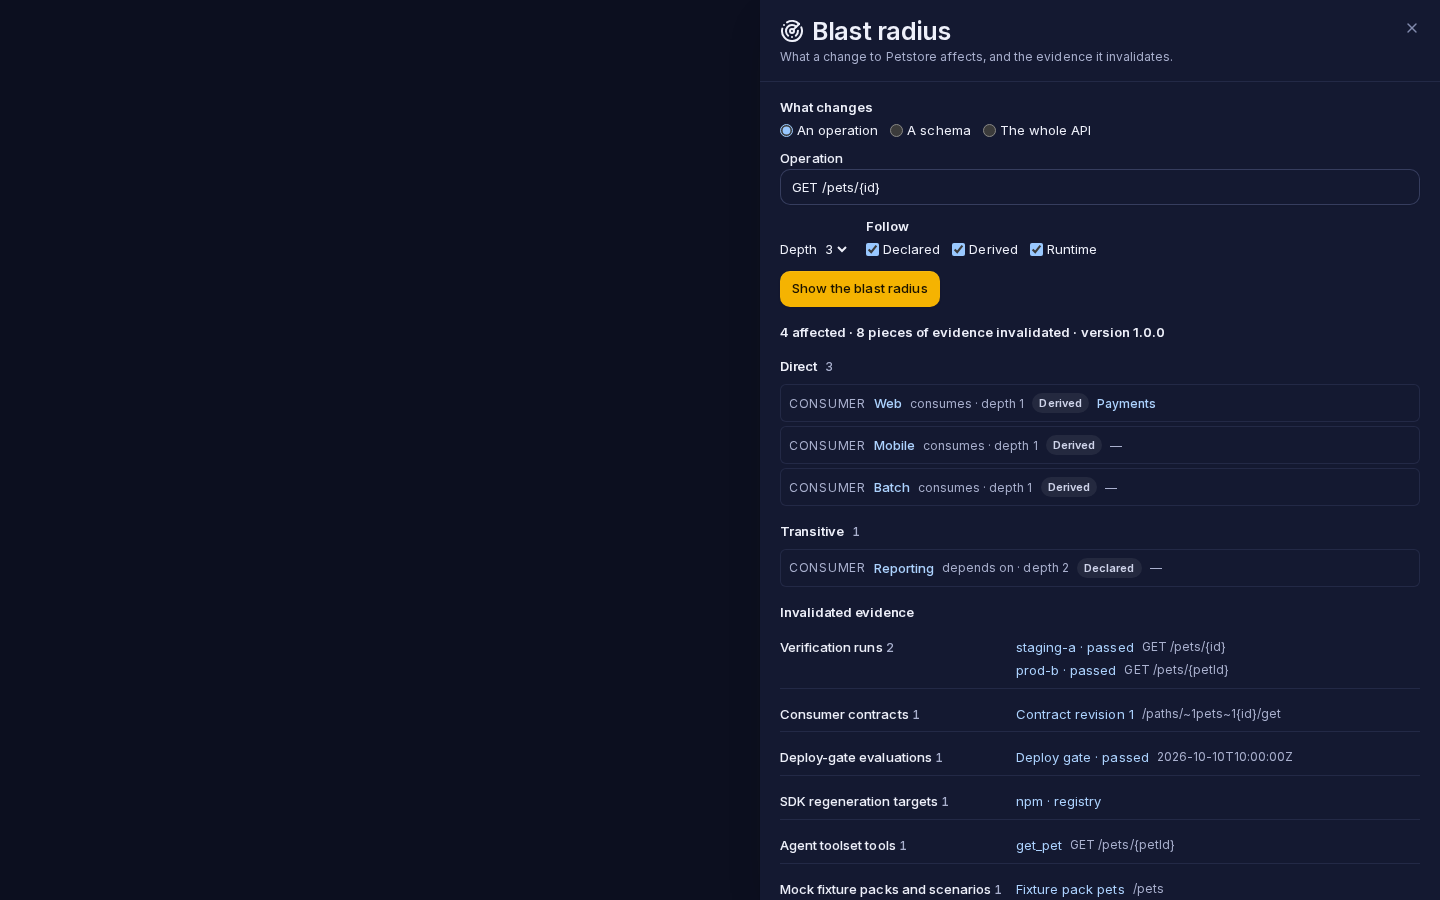 Blast radius
What a change to Petstore affects, and the evidence it invalidates.
What changes
An operation A schema The whole API
Operation
GET /pets/{id}
Follow
Depth 3 Declared Derived Runtime
Show the blast radius
4 affected · 8 pieces of evidence invalidated · version 1.0.0
Direct 3
CONSUMER Web consumes · depth 1 Derived Payments
CONSUMER Mobile consumes · depth 1 Derived —
CONSUMER Batch consumes · depth 1 Derived —
Transitive 1
CONSUMER Reporting depends on · depth 2 Declared —
Invalidated evidence
Verification runs 2 staging-a · passed GET /pets/{id}
prod-b · passed GET /pets/{petId}
Consumer contracts 1 Contract revision 1 /paths/~1pets~1{id}/get
Deploy-gate evaluations 1 Deploy gate · passed 2026-10-10T10:00:00Z
SDK regeneration targets 1 npm · registry
Agent toolset tools 1 get_pet GET /pets/{petId}
Mock fixture packs and scenarios 1 Fixture pack pets /pets